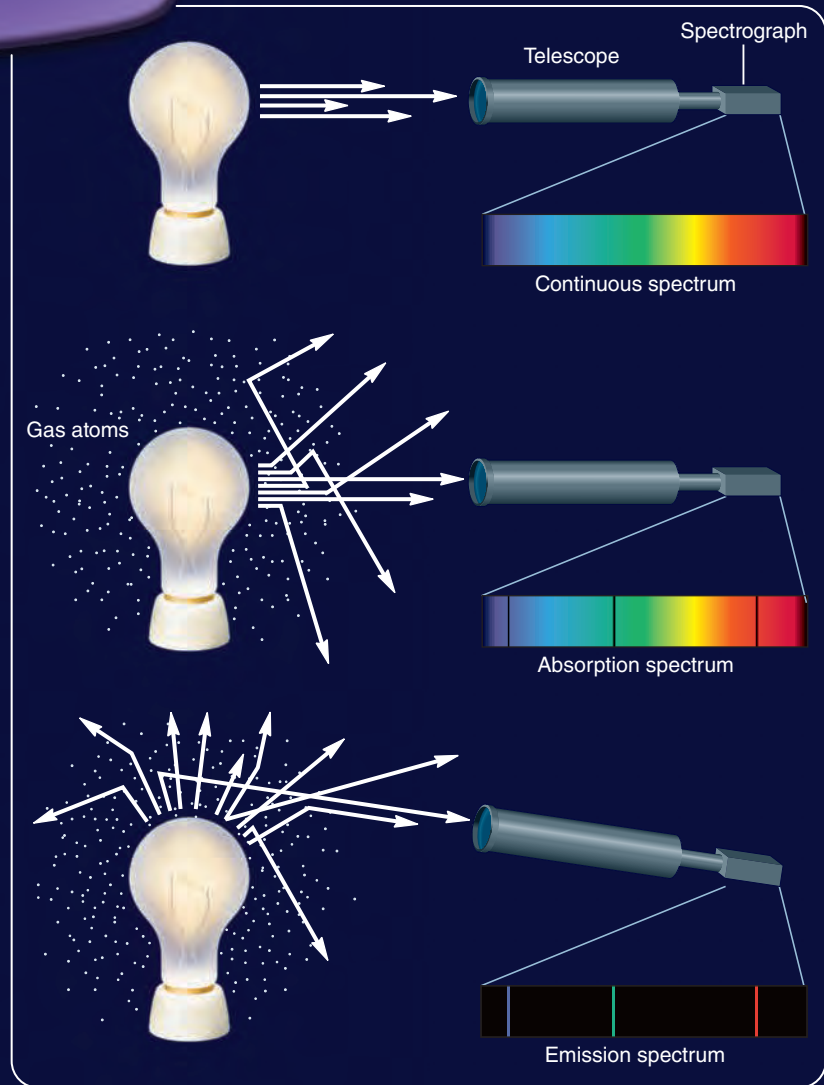 Spectrograph
Telescope
Continuous spectrum
Gas atoms
Absorption spectrum
Emission spectrum